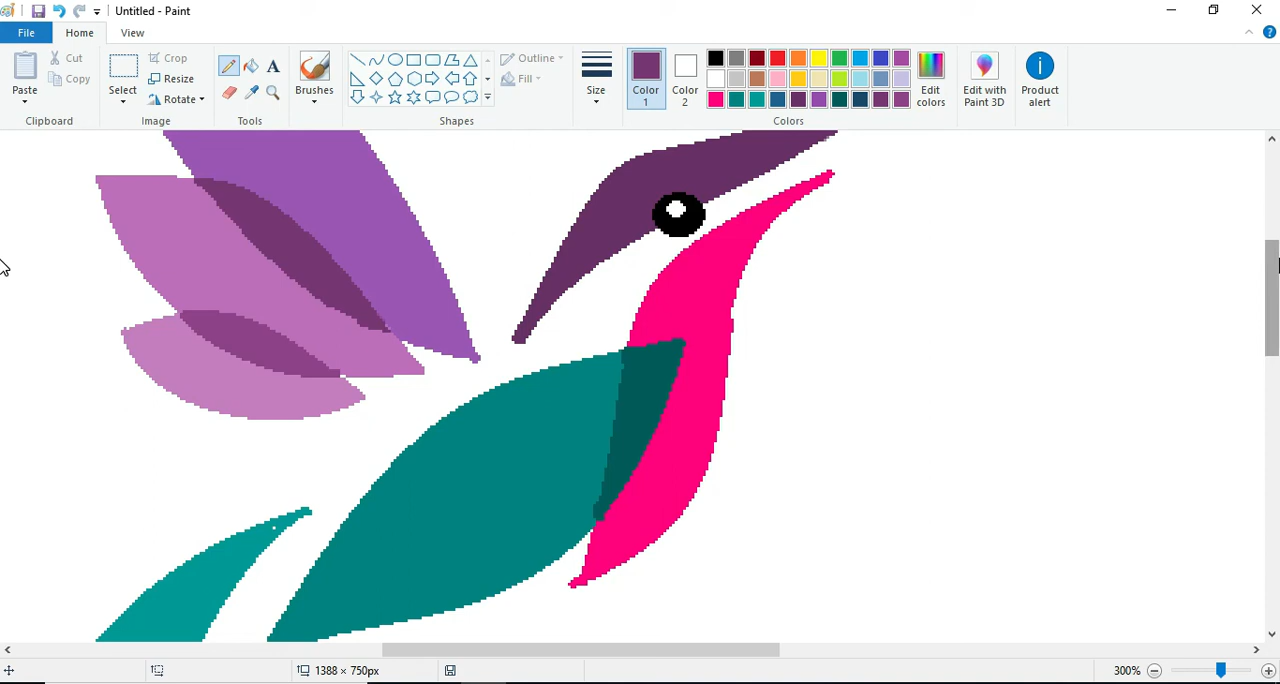 Untitled - Paint
File
Home
View
Paste
Cut
Copy
Clipboard
Select
Crop
Resize
Rotate
Image
A
Tools
Brushes
Outline
Fill
Shapes
Size
Color
1
Color
2
Edit
colors
Colors
Edit with
Paint 3D
Product
alert
1388 × 750px
300%